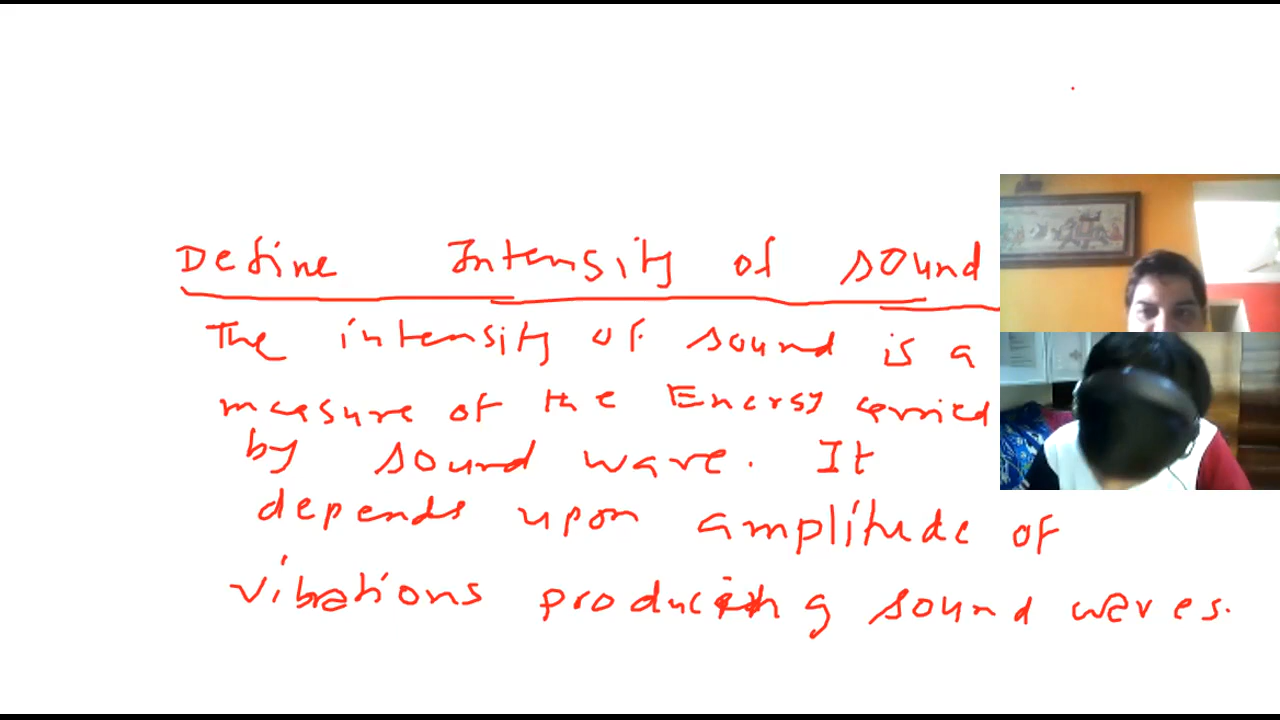 Define Intensity of sound
The intensity of sound is a
measure of the Energy carried
by sound wave. It
depends upon amplitude of
vibrations producing sound waves.